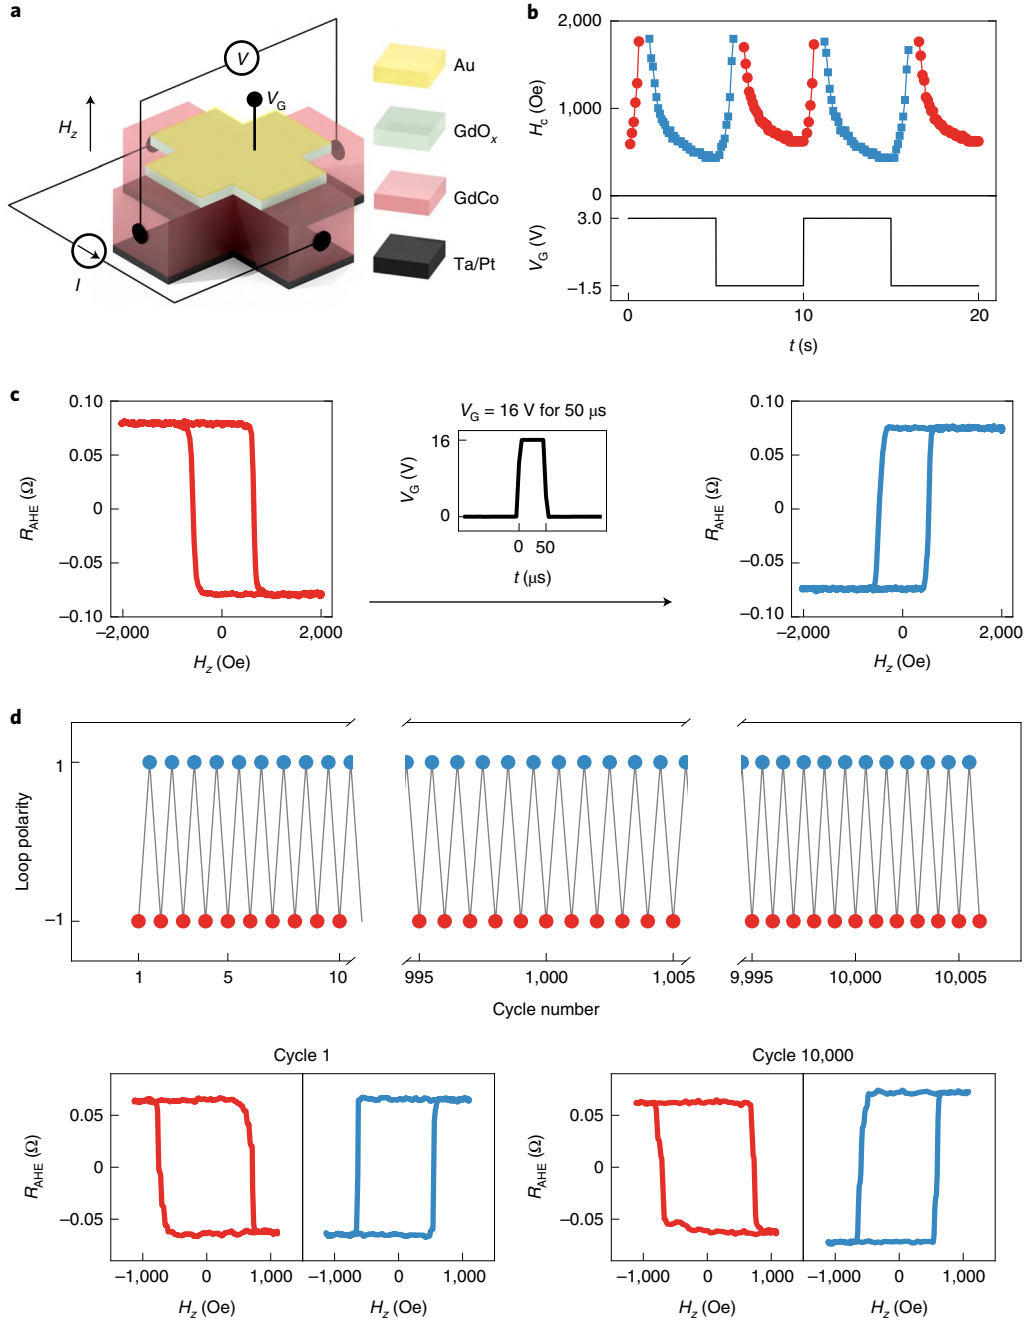 a
V
V_G
H_z
I
Au
GdO_x
GdCo
Ta/Pt
b
2,000
1,000
0
H_c (Oe)
3.0
−1.5
V_G (V)
0
10
20
t (s)
c
0.10
0.05
0
−0.05
−0.10
R_AHE (Ω)
−2,000
0
2,000
H_z (Oe)
V_G = 16 V for 50 μs
16
0
V_G (V)
0
50
t (μs)
0.10
0.05
0
−0.05
−0.10
R_AHE (Ω)
−2,000
0
2,000
H_z (Oe)
d
1
−1
Loop polarity
1
5
10
995
1,000
1,005
9,995
10,000
10,005
Cycle number
Cycle 1
0.05
0
−0.05
R_AHE (Ω)
−1,000
0
1,000
−1,000
0
1,000
H_z (Oe)
H_z (Oe)
Cycle 10,000
0.05
0
−0.05
R_AHE (Ω)
−1,000
0
1,000
−1,000
0
1,000
H_z (Oe)
H_z (Oe)